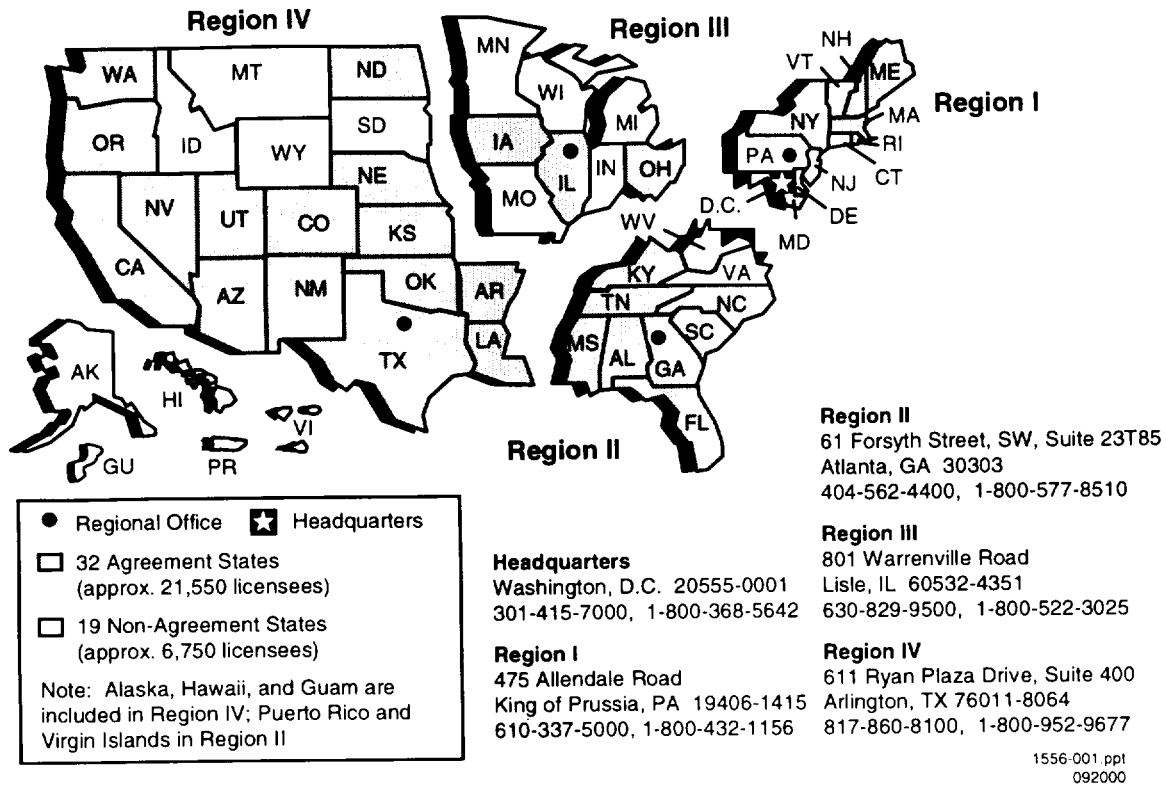 Region IV
Region III
Region I
Region II
WA
MT
ND
MN
OR
ID
SD
WI
WY
IA
MI
NE
NV
UT
CO
IL
IN
OH
MO
KS
CA
AZ
NM
OK
AR
TX
LA
AK
HI
VI
GU
PR
NH
VT
ME
NY
MA
RI
CT
PA
NJ
DE
D.C.
MD
WV
KY
VA
TN
NC
MS
AL
GA
SC
FL
Regional Office
Headquarters
32 Agreement States
(approx. 21,550 licensees)
19 Non-Agreement States
(approx. 6,750 licensees)
Note: Alaska, Hawaii, and Guam are
included in Region IV; Puerto Rico and
Virgin Islands in Region II
Headquarters
Washington, D.C. 20555-0001
301-415-7000, 1-800-368-5642
Region I
475 Allendale Road
King of Prussia, PA 19406-1415
610-337-5000, 1-800-432-1156
Region II
61 Forsyth Street, SW, Suite 23T85
Atlanta, GA 30303
404-562-4400, 1-800-577-8510
Region III
801 Warrenville Road
Lisle, IL 60532-4351
630-829-9500, 1-800-522-3025
Region IV
611 Ryan Plaza Drive, Suite 400
Arlington, TX 76011-8064
817-860-8100, 1-800-952-9677
1556-001.ppt
092000